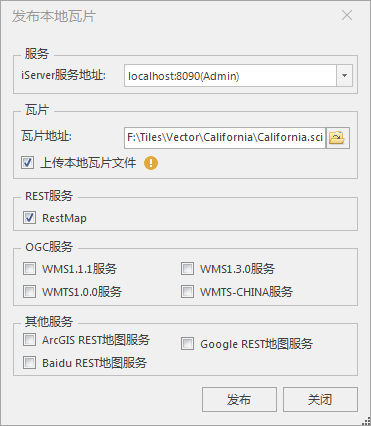 发布本地瓦片
服务
iServer服务地址: localhost:8090(Admin)
瓦片
瓦片地址: F:\Tiles\Vector\California\California.sci
上传本地瓦片文件
REST服务
RestMap
OGC服务
WMS1.1.1服务 WMS1.3.0服务
WMTS1.0.0服务 WMTS-CHINA服务
其他服务
ArcGIS REST地图服务 Google REST地图服务
Baidu REST地图服务
发布 关闭